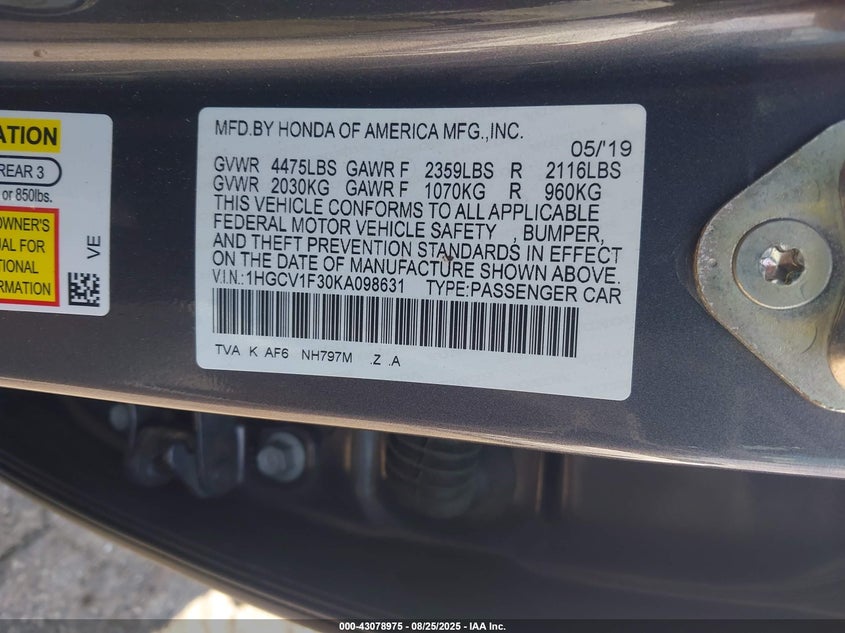 ATION
REAR 3
or 850lbs.
OWNER'S
UAL FOR
TIONAL
FORMATION
VE
MFD.BY HONDA OF AMERICA MFG.,INC.
05/'19
GVWR 4475LBS GAWR F 2359LBS R 2116LBS
GVWR 2030KG GAWR F 1070KG R 960KG
THIS VEHICLE CONFORMS TO ALL APPLICABLE
FEDERAL MOTOR VEHICLE SAFETY , BUMPER,
AND THEFT PREVENTION STANDARDS IN EFFECT
ON THE DATE OF MANUFACTURE SHOWN ABOVE.
V.I.N.:1HGCV1F30KA098631 TYPE:PASSENGER CAR
TVA K AF6 NH797M .Z .A
000-43078975 - 08/25/2025 - IAA Inc.